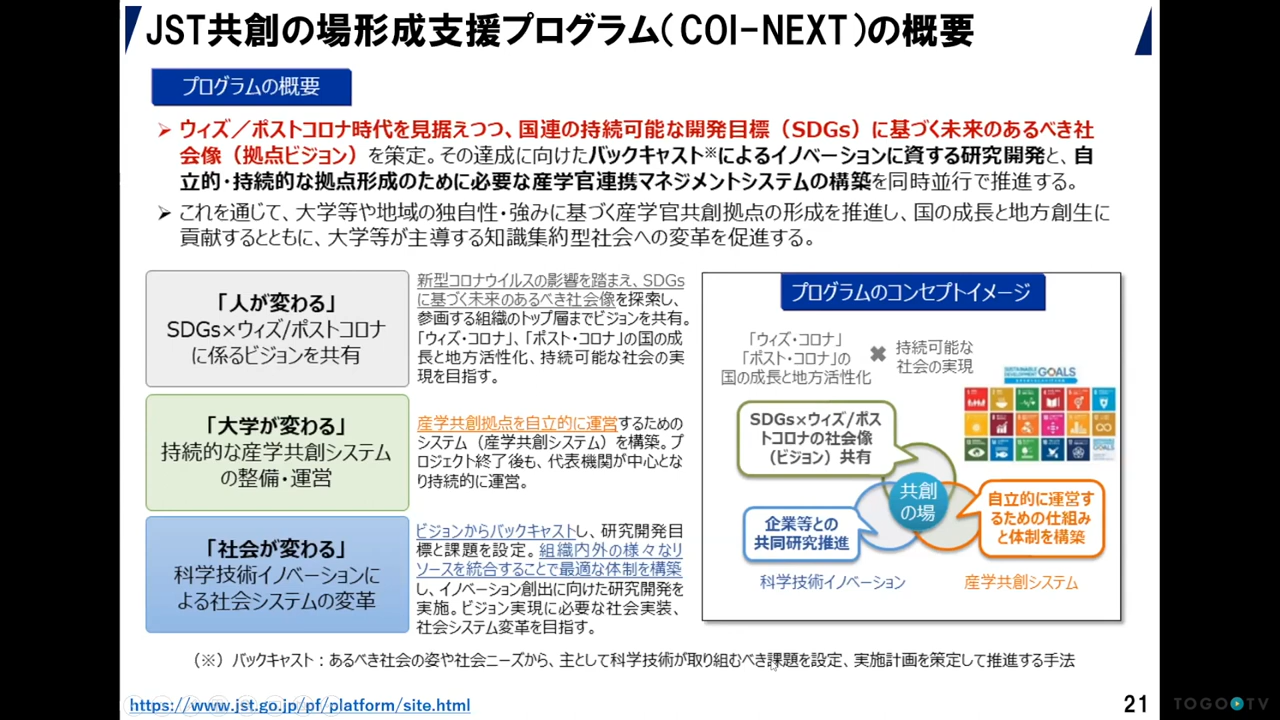 JST共創の場形成支援プログラム(COI-NEXT)の概要
プログラムの概要
➢ ウィズ／ポストコロナ時代を見据えつつ、国連の持続可能な開発目標（SDGs）に基づく未来のあるべき社
会像（拠点ビジョン）を策定。その達成に向けたバックキャスト※によるイノベーションに資する研究開発と、自
立的・持続的な拠点形成のために必要な産学官連携マネジメントシステムの構築を同時並行で推進する。
➢ これを通じて、大学等や地域の独自性・強みに基づく産学官共創拠点の形成を推進し、国の成長と地方創生に
貢献するとともに、大学等が主導する知識集約型社会への変革を促進する。
「人が変わる」
SDGs×ウィズ/ポストコロナ
に係るビジョンを共有
新型コロナウイルスの影響を踏まえ、SDGs
に基づく未来のあるべき社会像を探索し、
参画する組織のトップ層までビジョンを共有。
「ウィズ・コロナ」、「ポスト・コロナ」の国の成
長と地方活性化、持続可能な社会の実
現を目指す。
「大学が変わる」
持続的な産学共創システム
の整備・運営
産学共創拠点を自立的に運営するための
システム（産学共創システム）を構築。プ
ロジェクト終了後も、代表機関が中心とな
り持続的に運営。
「社会が変わる」
科学技術イノベーションに
よる社会システムの変革
ビジョンからバックキャストし、研究開発目
標と課題を設定。組織内外の様々なリ
ソースを統合することで最適な体制を構築
し、イノベーション創出に向けた研究開発を
実施。ビジョン実現に必要な社会実装、
社会システム変革を目指す。
プログラムのコンセプトイメージ
「ウィズ・コロナ」
「ポスト・コロナ」の
国の成長と地方活性化
✖
持続可能な
社会の実現
SUSTAINABLE DEVELOPMENT GOALS
SDGs×ウィズ/ポス
トコロナの社会像
（ビジョン）共有
共創
の場
企業等との
共同研究推進
自立的に運営す
るための仕組み
と体制を構築
科学技術イノベーション
産学共創システム
（※）バックキャスト：あるべき社会の姿や社会ニーズから、主として科学技術が取り組むべき課題を設定、実施計画を策定して推進する手法
https://www.jst.go.jp/pf/platform/site.html
21
TOGO TV